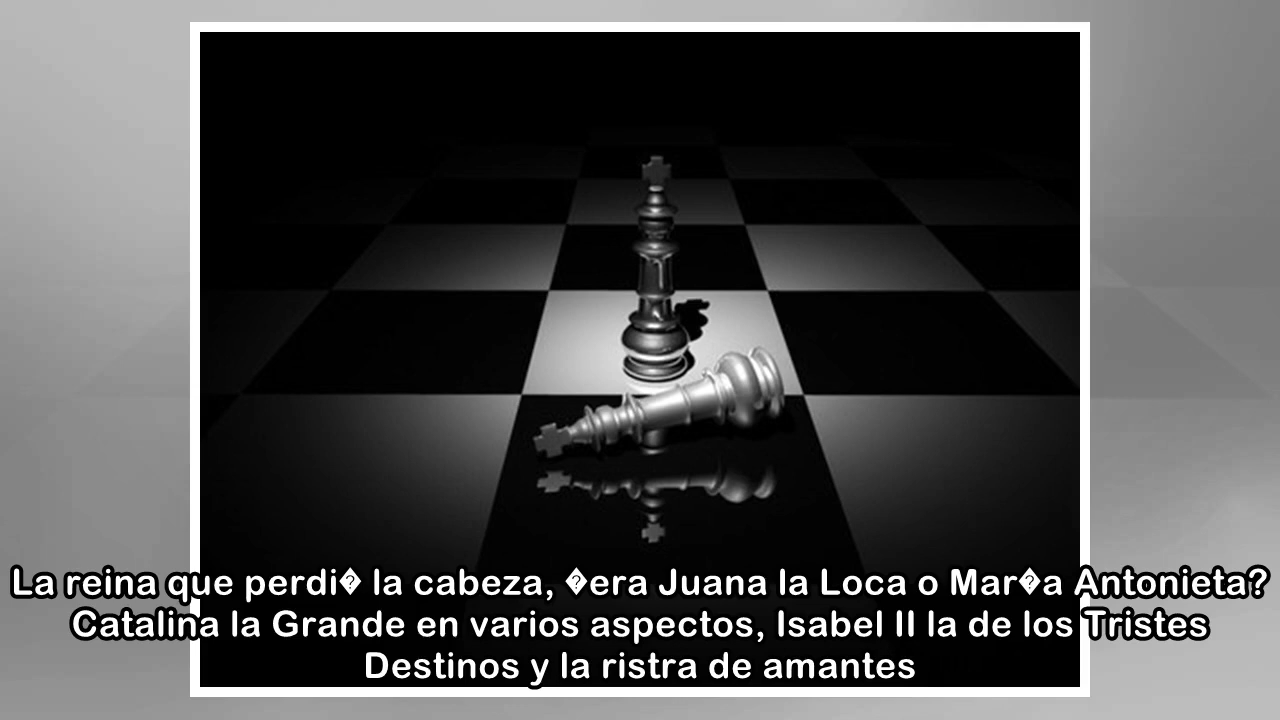 La reina que perdi� la cabeza, �era Juana la Loca o Mar�a Antonieta?
Catalina la Grande en varios aspectos, Isabel II la de los Tristes
Destinos y la ristra de amantes